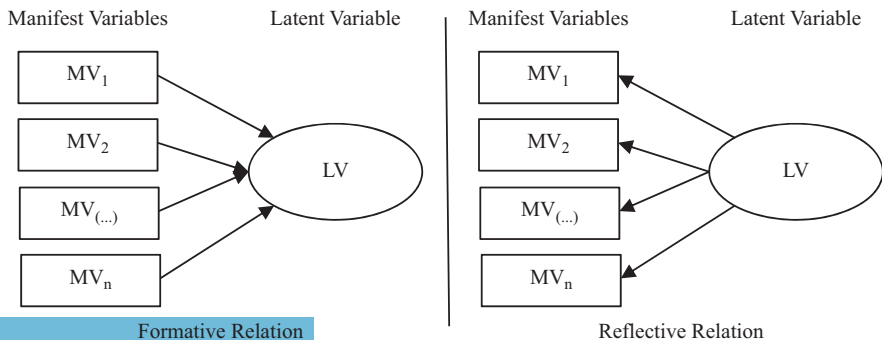 Manifest Variables Latent Variable Manifest Variables Latent Variable
MV1 MV1
MV2 MV2
LV LV
MV(...) MV(...)
MVn MVn
Formative Relation Reflective Relation